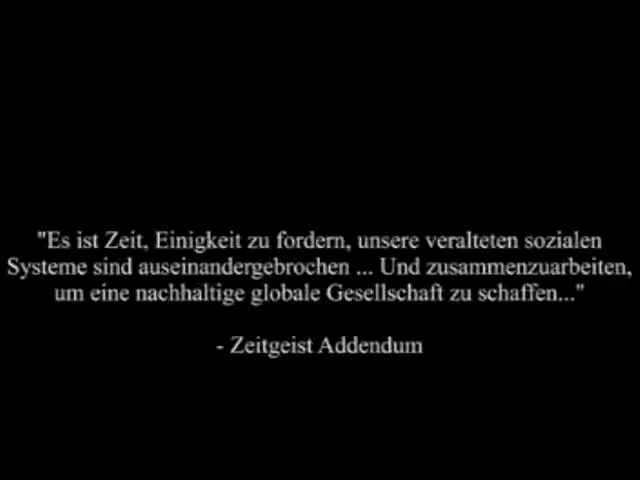 "Es ist Zeit, Einigkeit zu fordern, unsere veralteten sozialen
Systeme sind auseinandergebrochen ... Und zusammenzuarbeiten,
um eine nachhaltige globale Gesellschaft zu schaffen..."
- Zeitgeist Addendum